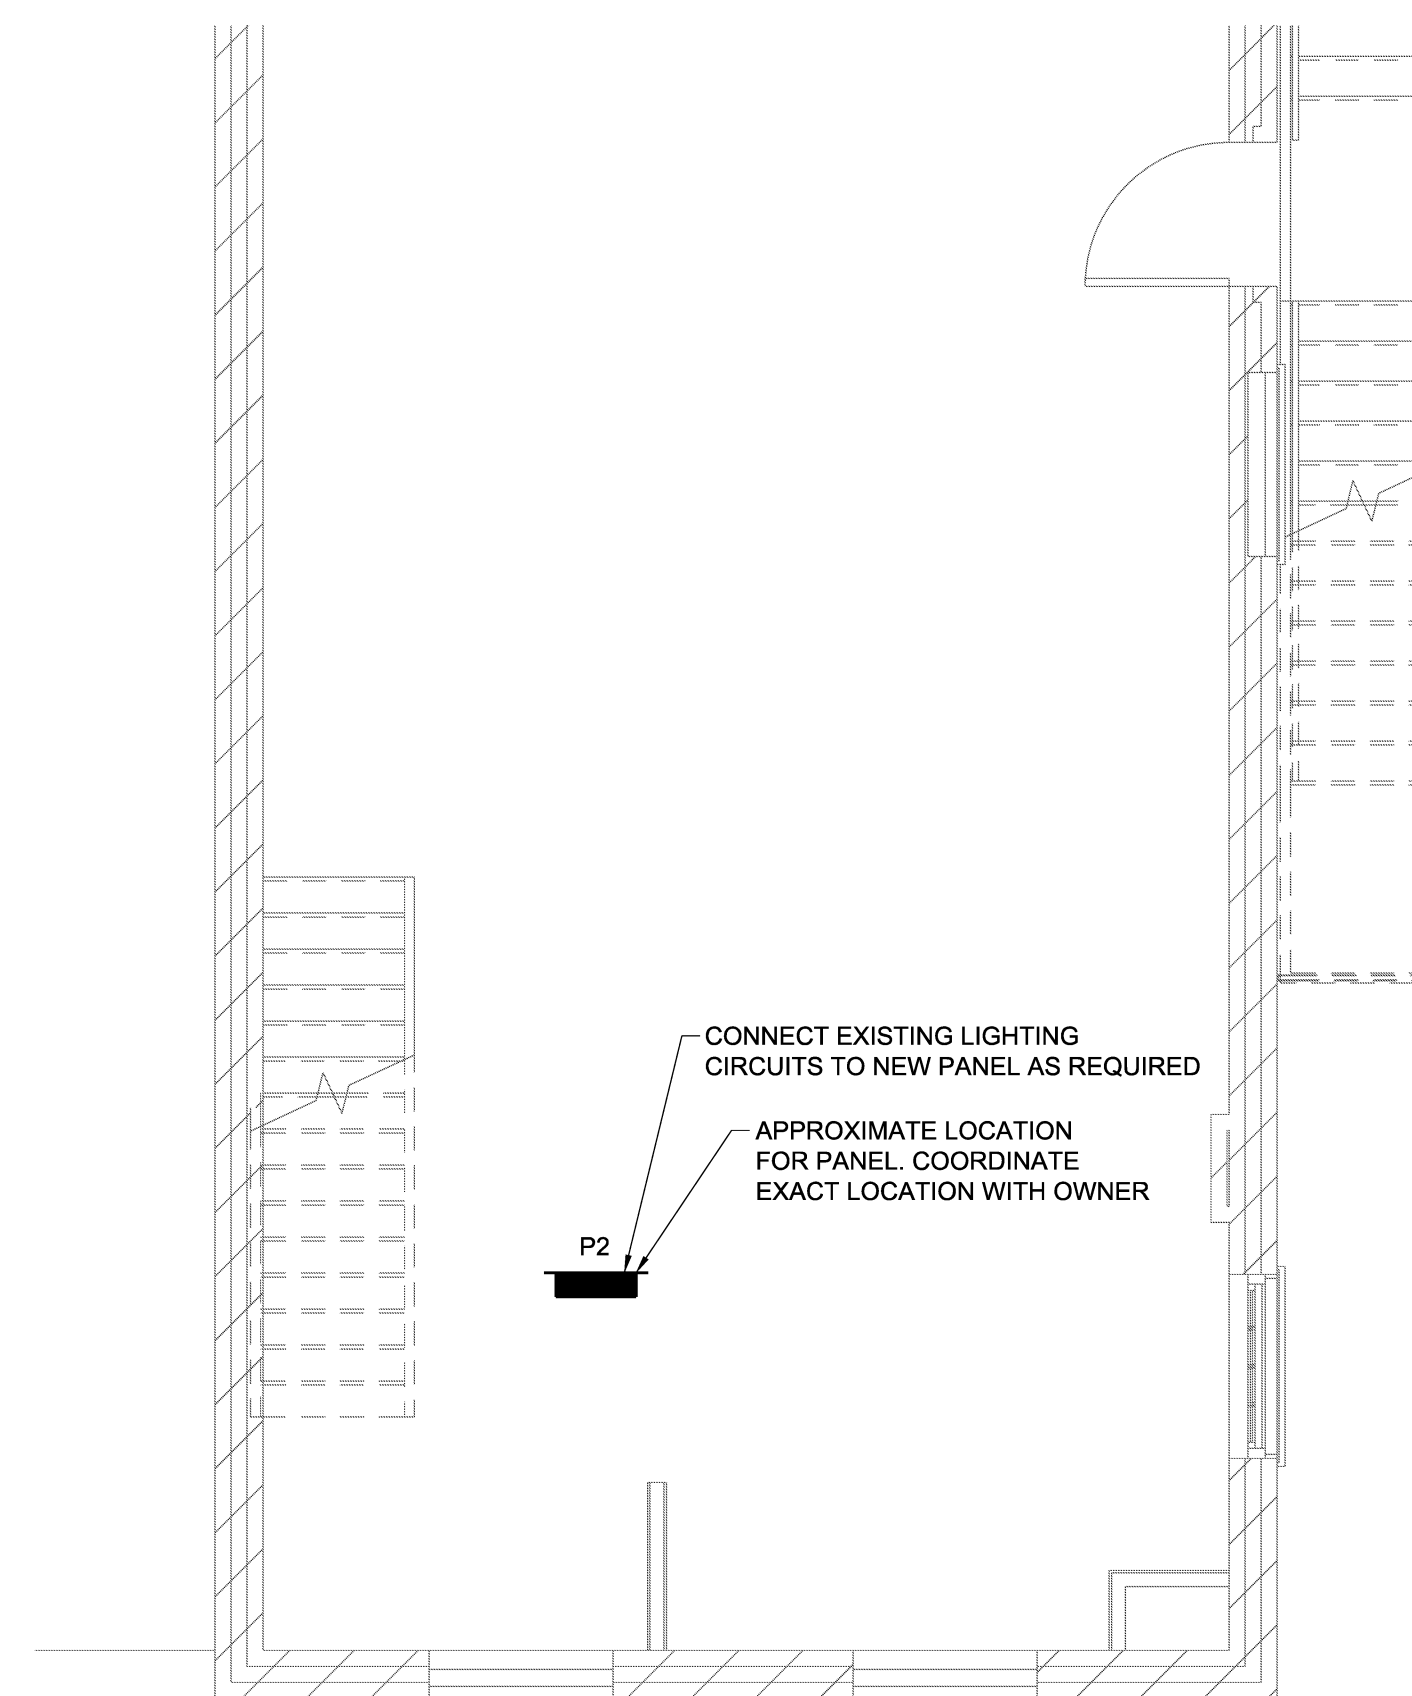 CONNECT EXISTING LIGHTING
CIRCUITS TO NEW PANEL AS REQUIRED
APPROXIMATE LOCATION
FOR PANEL. COORDINATE
EXACT LOCATION WITH OWNER
P2